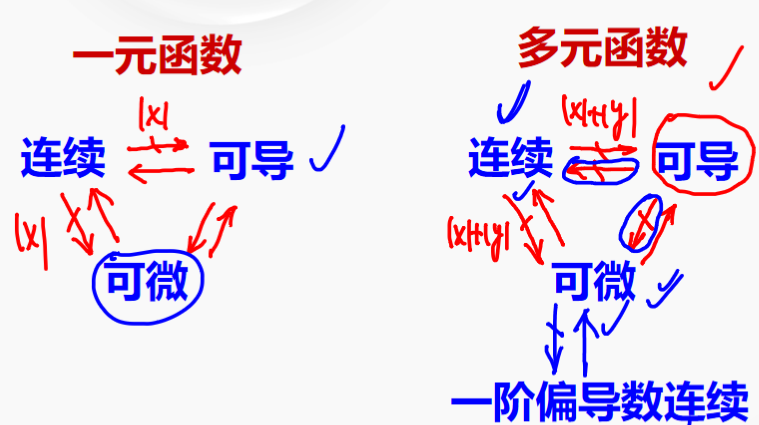 一元函数
多元函数
|x|
|x|+|y|
连续
可导
连续
可导
|x|
|x|+|y|
可微
可微
一阶偏导数连续